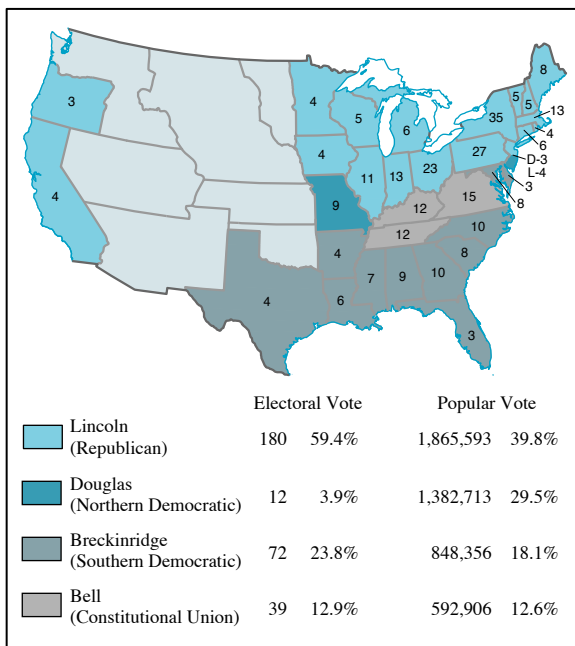 8
3
4
5
5
5
35
13
6
4
4
6
27
D-3
L-4
11
13
23
3
4
9
12
15
8
12
10
4
8
7
9
10
4
6
3
Electoral Vote Popular Vote
Lincoln
(Republican) 180 59.4% 1,865,593 39.8%
Douglas
(Northern Democratic) 12 3.9% 1,382,713 29.5%
Breckinridge
(Southern Democratic) 72 23.8% 848,356 18.1%
Bell
(Constitutional Union) 39 12.9% 592,906 12.6%